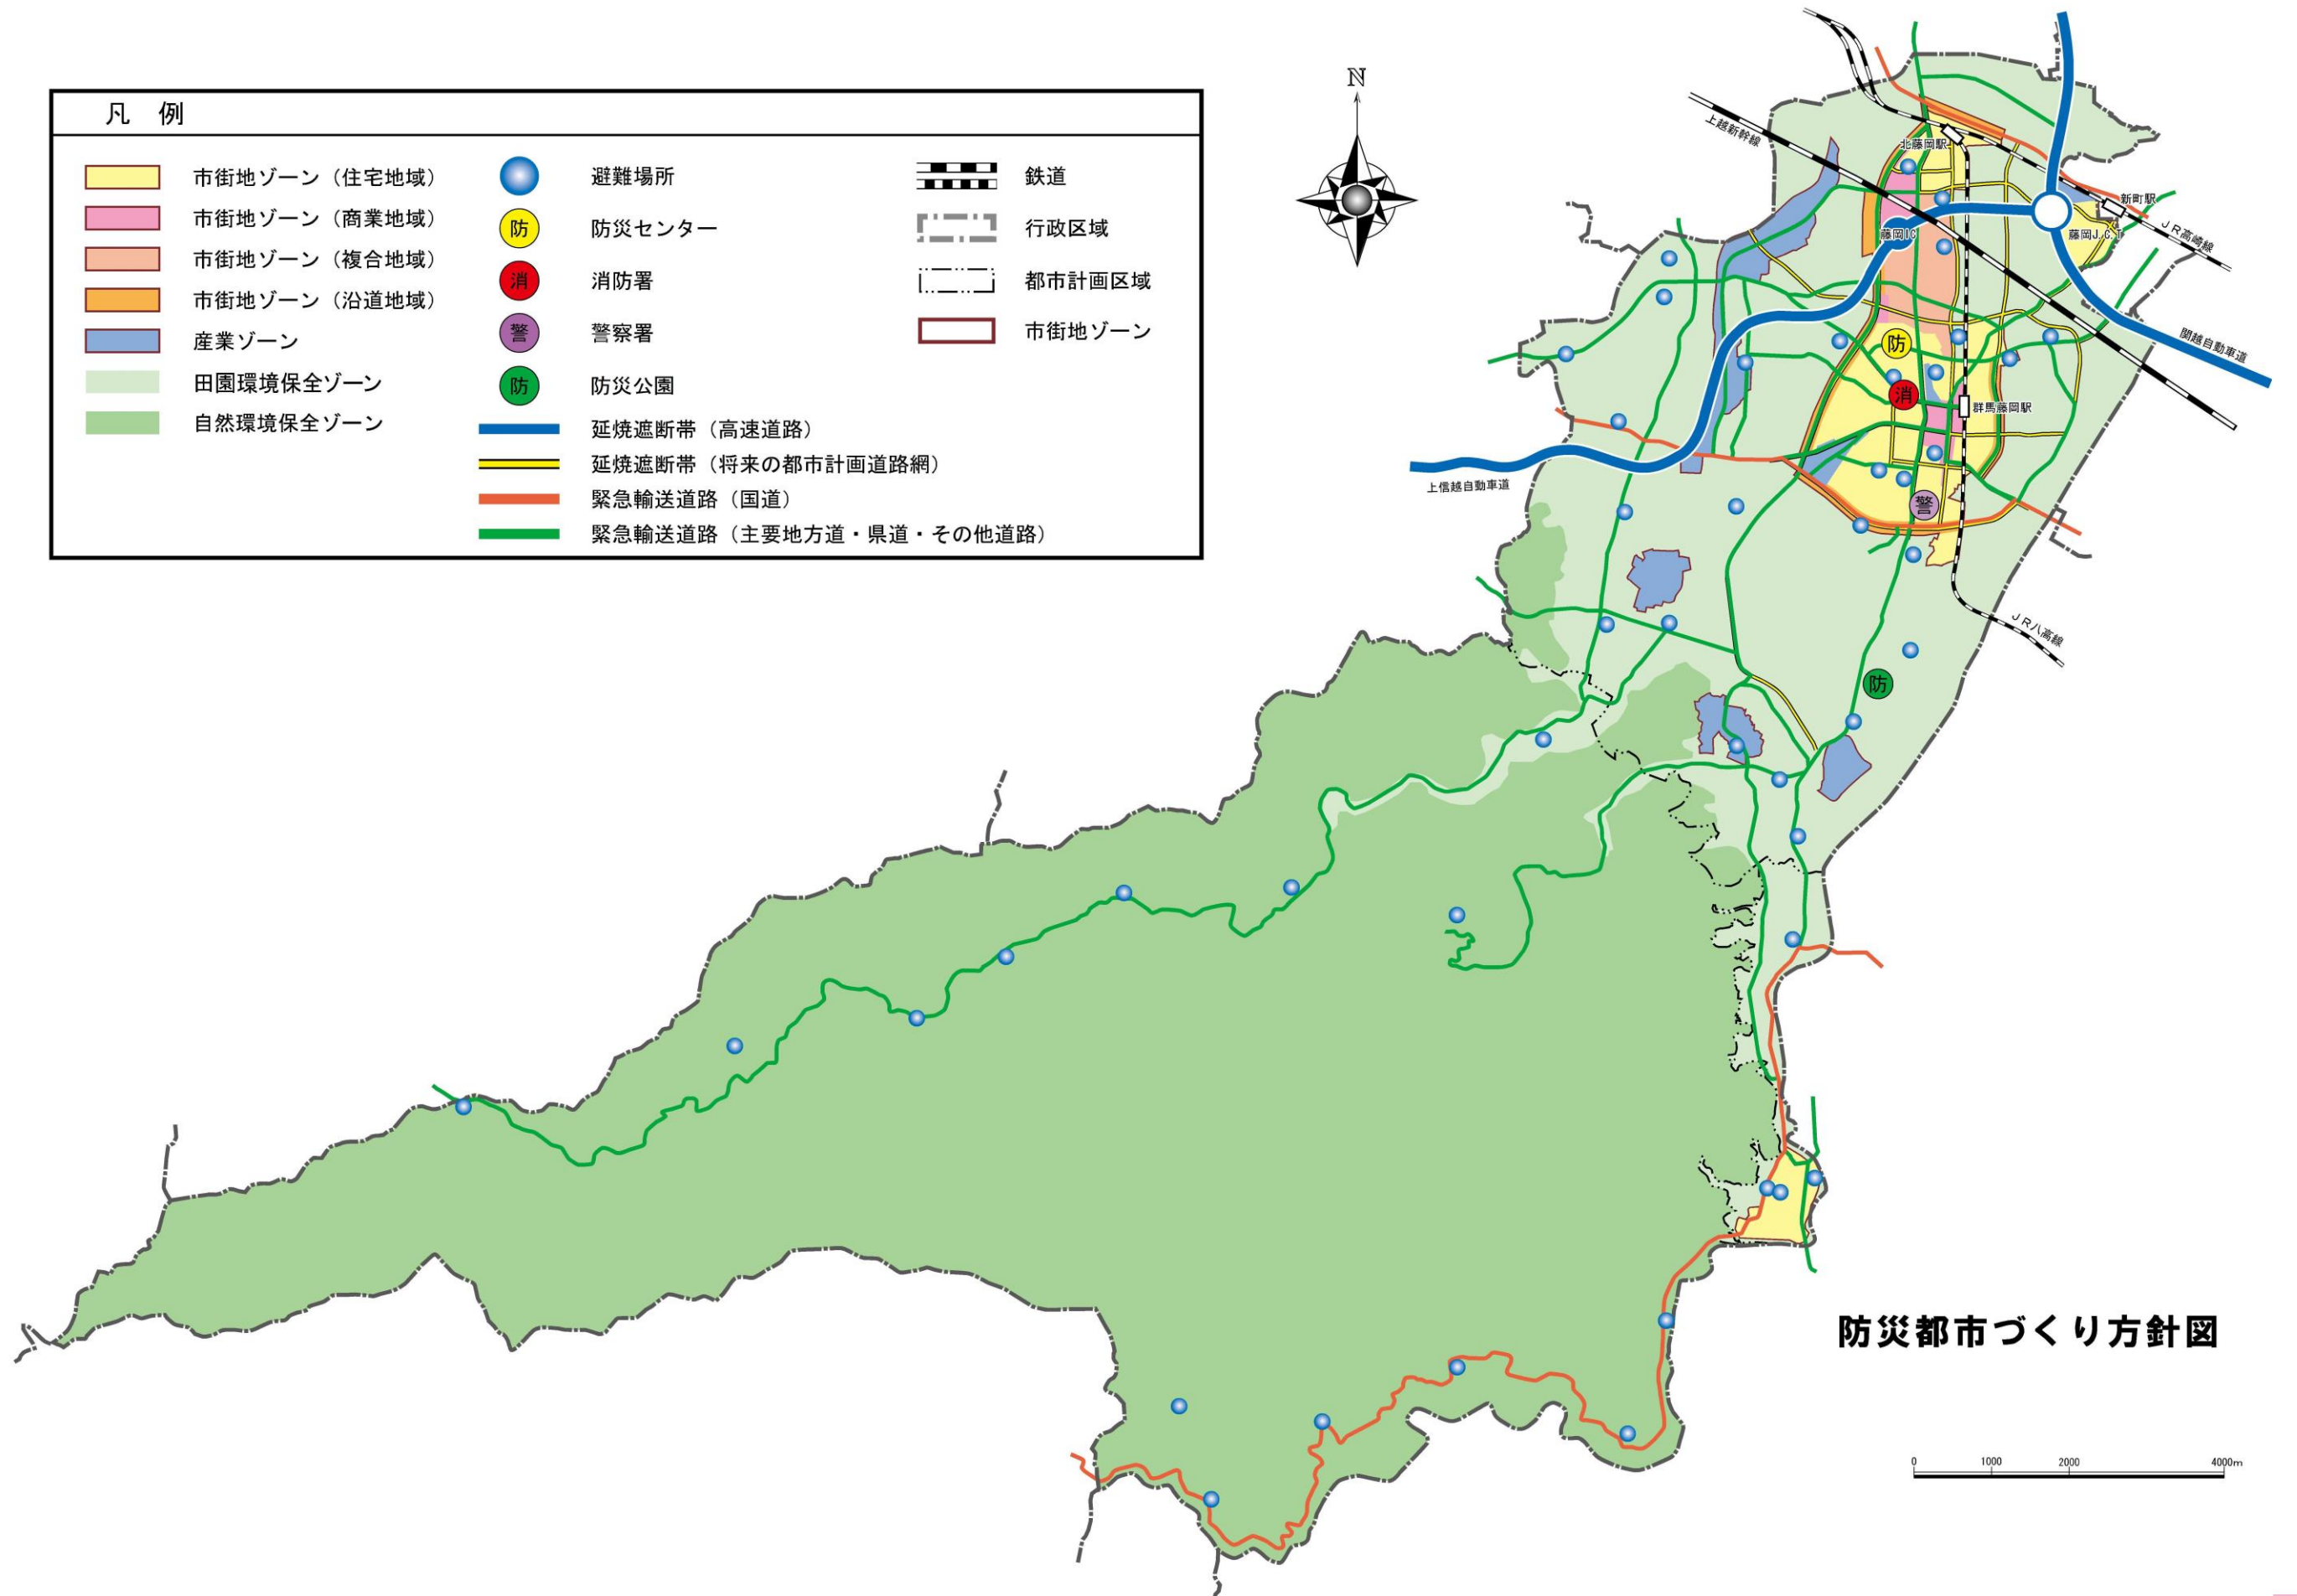 凡 例
市街地ゾーン（住宅地域）
市街地ゾーン（商業地域）
市街地ゾーン（複合地域）
市街地ゾーン（沿道地域）
産業ゾーン
田園環境保全ゾーン
自然環境保全ゾーン
避難場所
防 防災センター
消 消防署
警 警察署
防 防災公園
延焼遮断帯（高速道路）
延焼遮断帯（将来の都市計画道路網）
緊急輸送道路（国道）
緊急輸送道路（主要地方道・県道・その他道路）
鉄道
行政区域
都市計画区域
市街地ゾーン
N
上越新幹線
北藤岡駅
新町駅
JR高崎線
藤岡IC
藤岡J.C.T
関越自動車道
防
消
群馬藤岡駅
上信越自動車道
警
JR八高線
防
防災都市づくり方針図
0 1000 2000 4000m